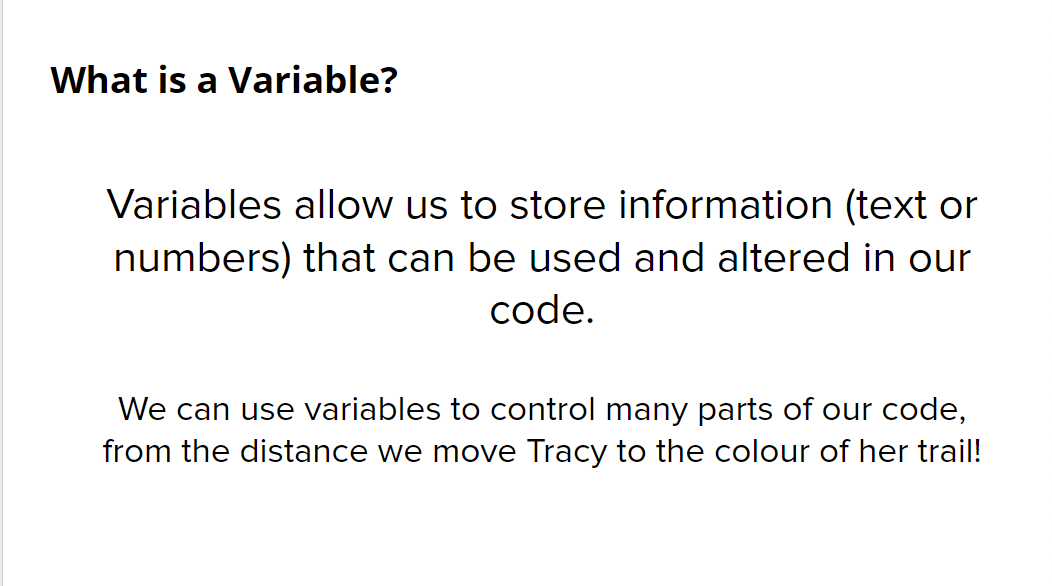 What is a Variable?
Variables allow us to store information (text or
numbers) that can be used and altered in our
code.
We can use variables to control many parts of our code,
from the distance we move Tracy to the colour of her trail!